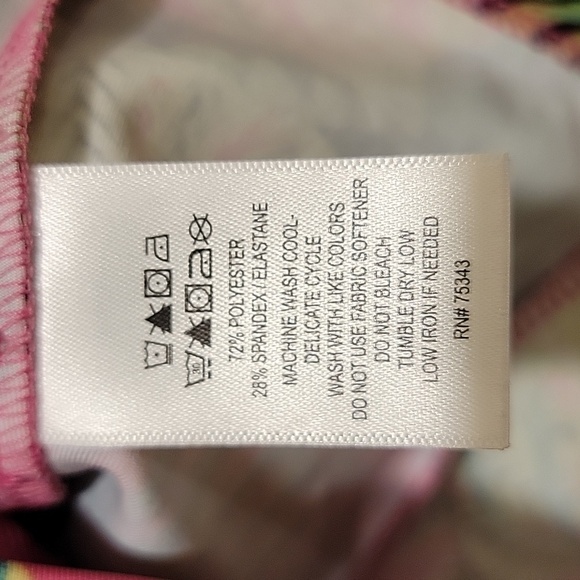 30
72% POLYESTER
28% SPANDEX / ELASTANE
MACHINE WASH COOL-
DELICATE CYCLE
WASH WITH LIKE COLORS
DO NOT USE FABRIC SOFTENER
DO NOT BLEACH
TUMBLE DRY LOW
LOW IRON IF NEEDED
RN# 75343